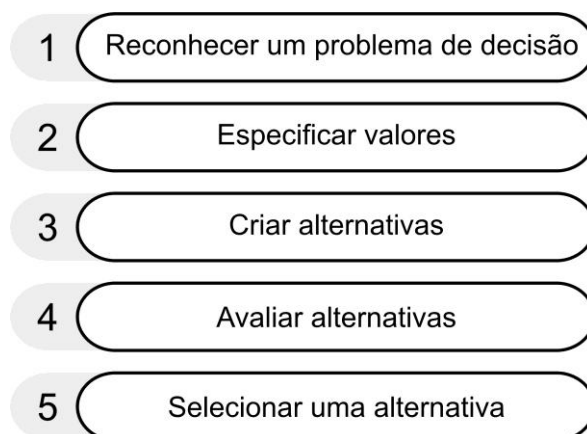 1 Reconhecer um problema de decisão
2 Especificar valores
3 Criar alternativas
4 Avaliar alternativas
5 Selecionar uma alternativa